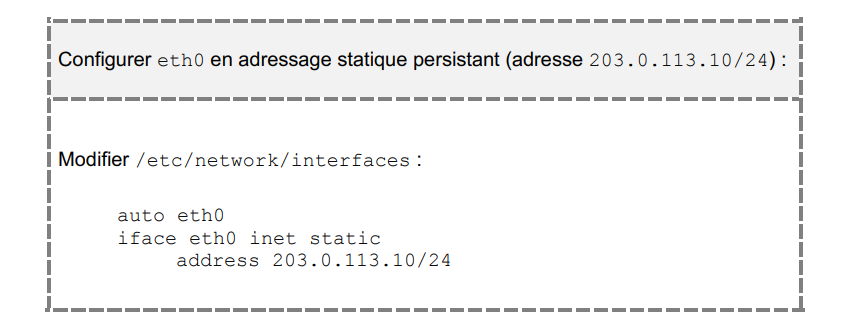 Configurer eth0 en adressage statique persistant (adresse 203.0.113.10/24) :
Modifier /etc/network/interfaces :
auto eth0
iface eth0 inet static
address 203.0.113.10/24